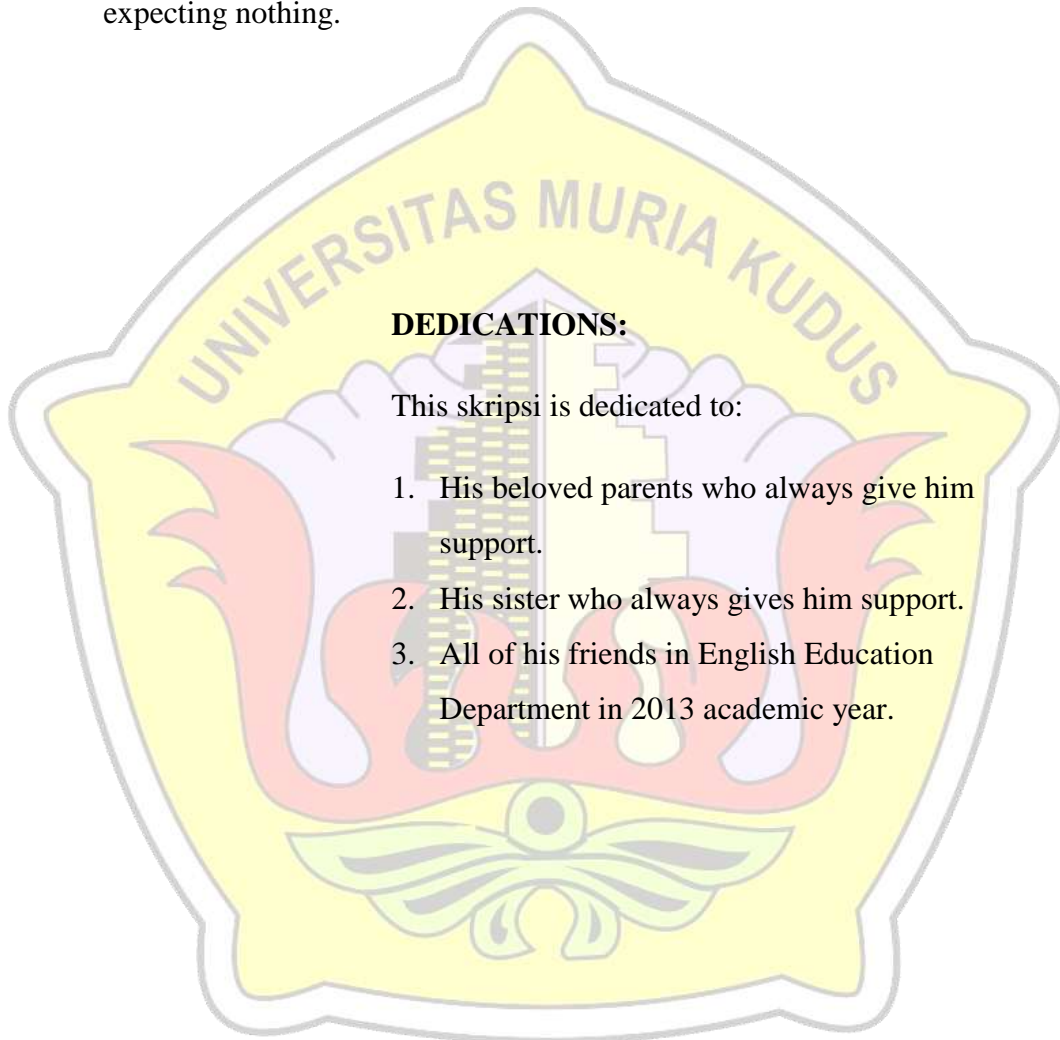 expecting nothing.
UNIVERSITAS MURIA KUDUS
DEDICATIONS:
This skripsi is dedicated to:
1. His beloved parents who always give him
support.
2. His sister who always gives him support.
3. All of his friends in English Education
Department in 2013 academic year.